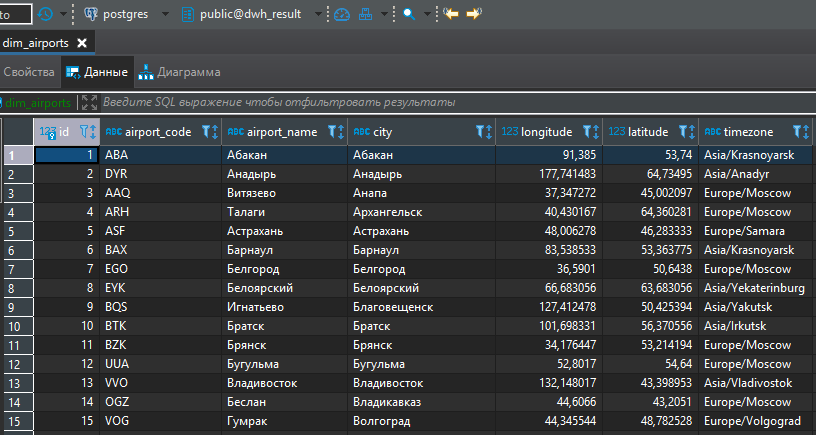 to postgres public@dwh_result
dim_airports
Свойства Данные Диаграмма
dim_airports Введите SQL выражение чтобы отфильтровать результаты
123 id ABC airport_code ABC airport_name ABC city 123 longitude 123 latitude ABC timezone
1 1 ABA Абакан Абакан 91,385 53,74 Asia/Krasnoyarsk
2 2 DYR Анадырь Анадырь 177,741483 64,73495 Asia/Anadyr
3 3 AAQ Витязево Анапа 37,347272 45,002097 Europe/Moscow
4 4 ARH Талаги Архангельск 40,430167 64,360281 Europe/Moscow
5 5 ASF Астрахань Астрахань 48,006278 46,283333 Europe/Samara
6 6 BAX Барнаул Барнаул 83,538533 53,363775 Asia/Krasnoyarsk
7 7 EGO Белгород Белгород 36,5901 50,6438 Europe/Moscow
8 8 EYK Белоярский Белоярский 66,683056 63,683056 Asia/Yekaterinburg
9 9 BQS Игнатьево Благовещенск 127,412478 50,425394 Asia/Yakutsk
10 10 BTK Братск Братск 101,698331 56,370556 Asia/Irkutsk
11 11 BZK Брянск Брянск 34,176447 53,214194 Europe/Moscow
12 12 UUA Бугульма Бугульма 52,8017 54,64 Europe/Moscow
13 13 VVO Владивосток Владивосток 132,148017 43,398953 Asia/Vladivostok
14 14 OGZ Беслан Владикавказ 44,6066 43,2051 Europe/Moscow
15 15 VOG Гумрак Волгоград 44,345544 48,782528 Europe/Volgograd